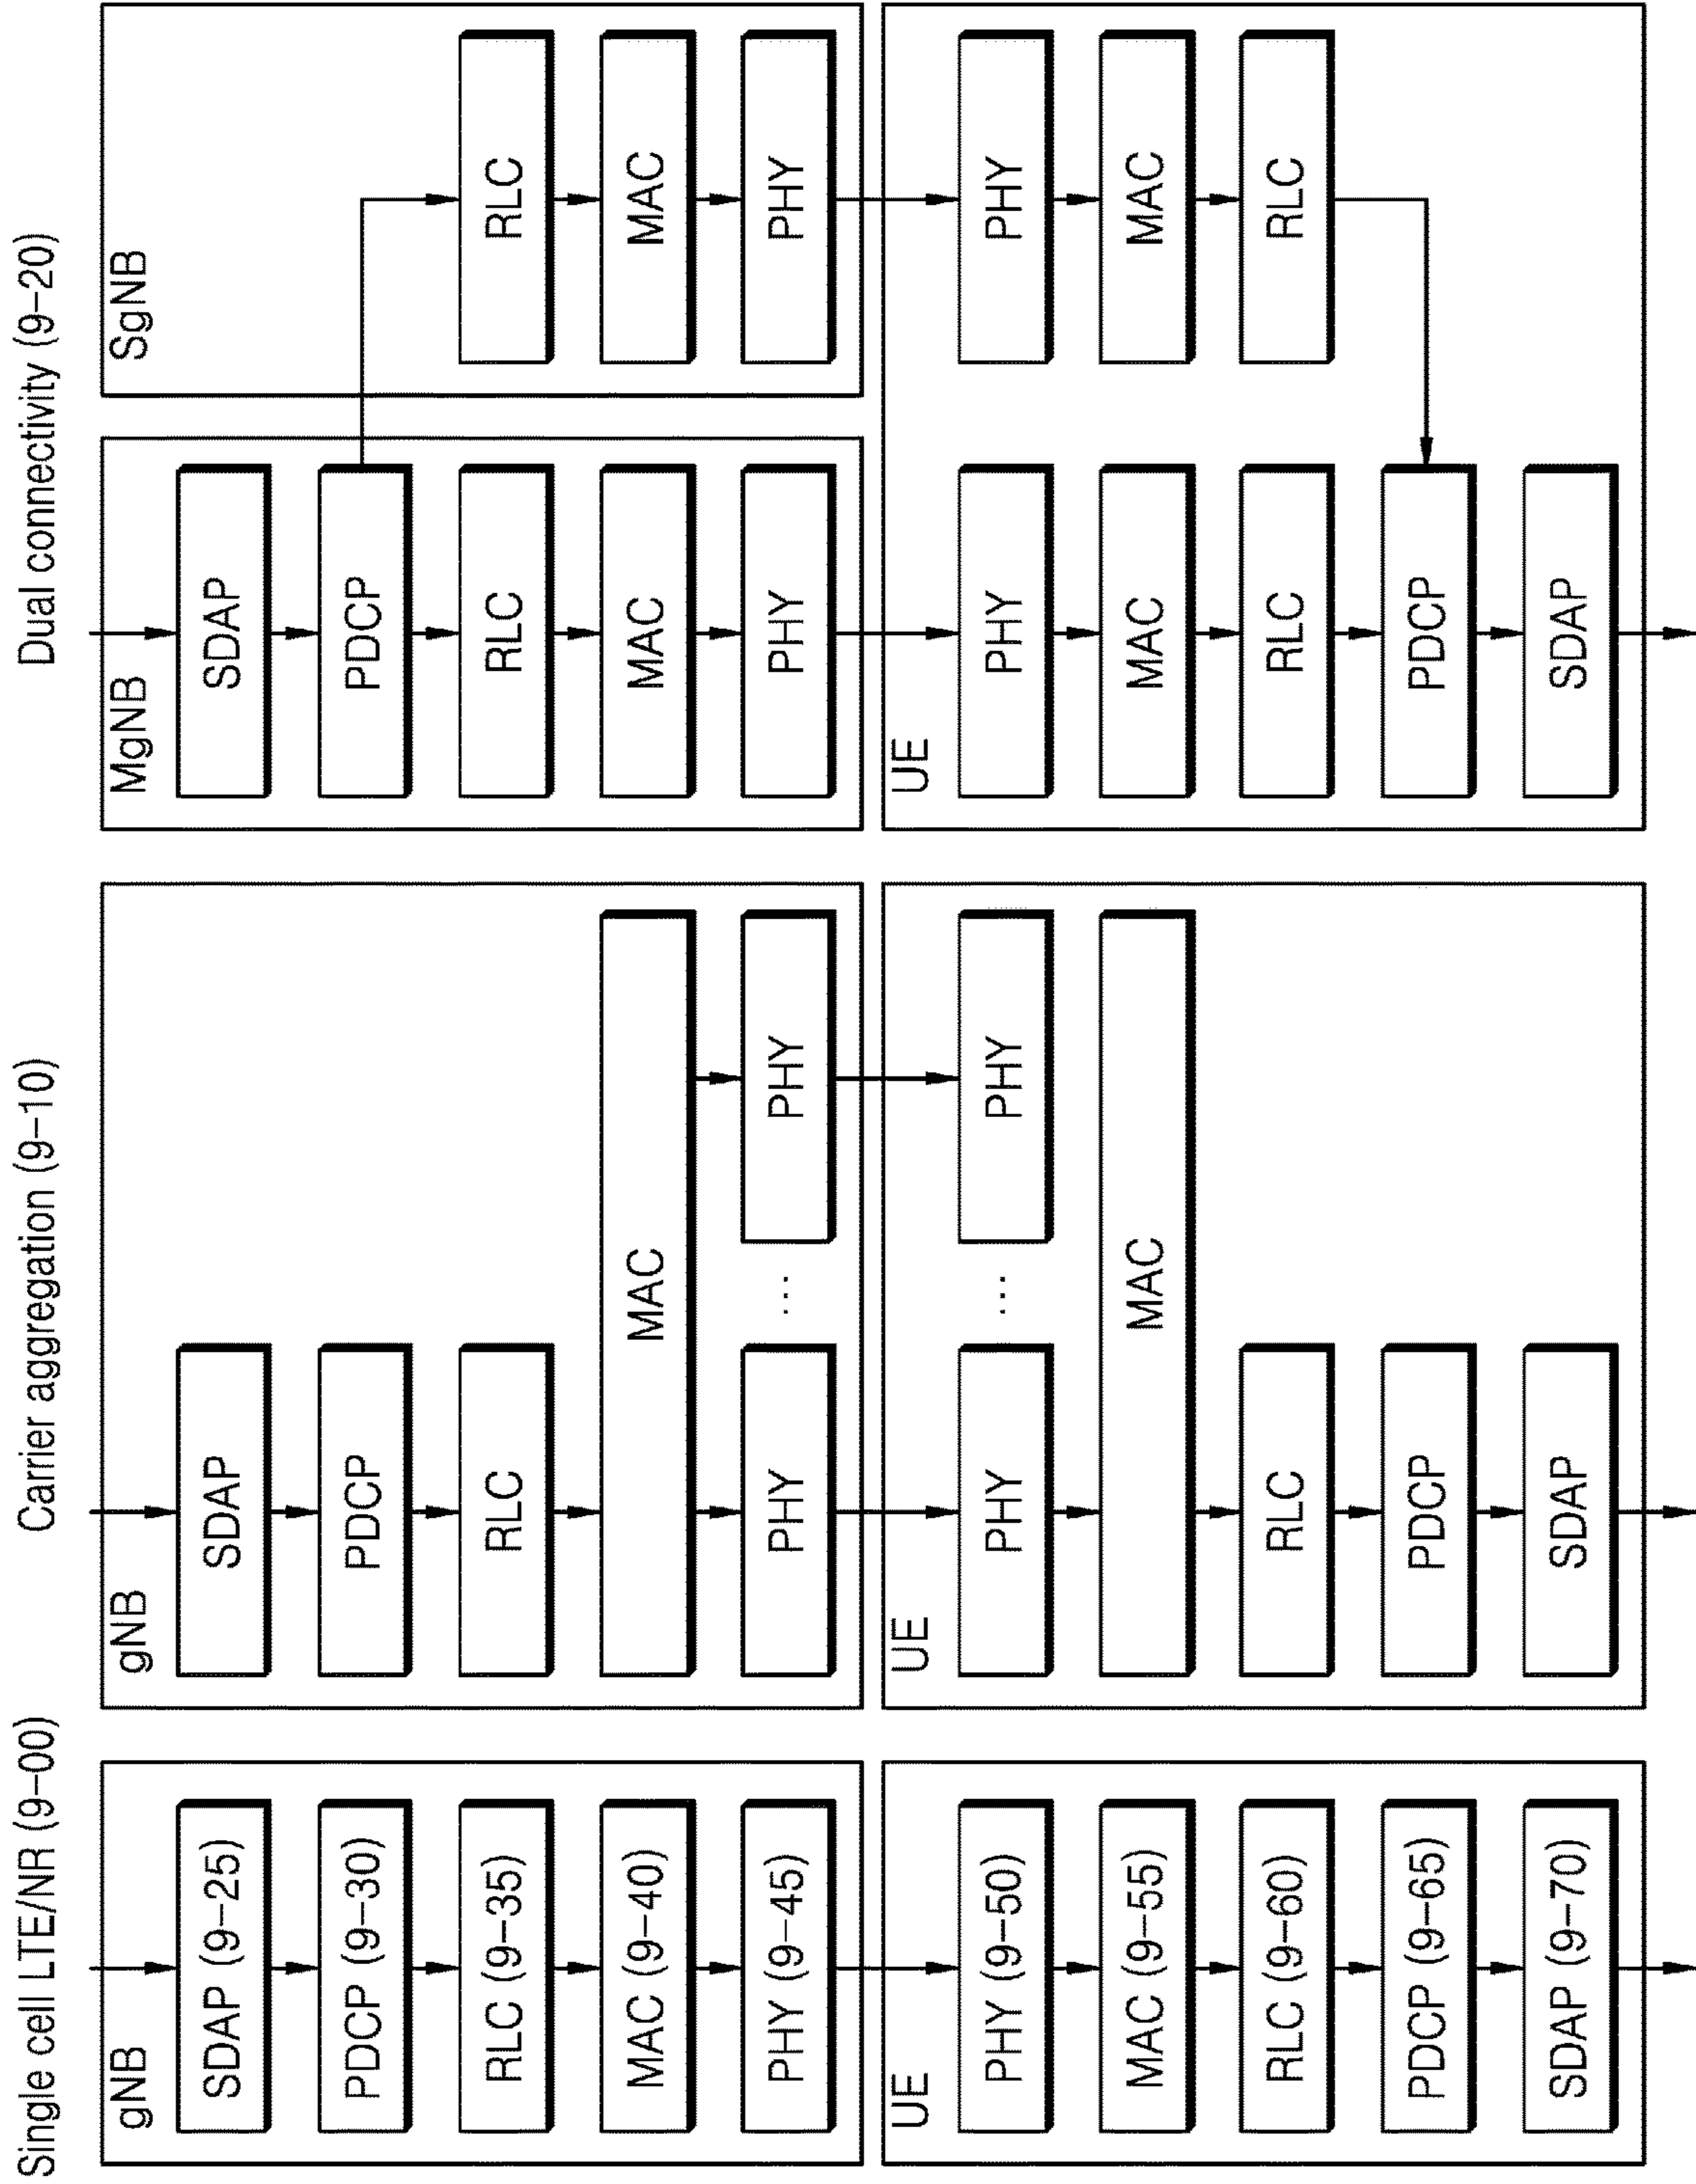 Single cell LTE/NR (9-00)
gNB
SDAP (9-25)
PDCP (9-30)
RLC (9-35)
MAC (9-40)
PHY (9-45)
UE
PHY (9-50)
MAC (9-55)
RLC (9-60)
PDCP (9-65)
SDAP (9-70)
Carrier aggregation (9-10)
gNB
SDAP
PDCP
RLC
MAC
PHY
...
PHY
UE
PHY
...
PHY
MAC
RLC
PDCP
SDAP
Dual connectivity (9-20)
MgNB
SDAP
PDCP
RLC
MAC
PHY
SgNB
RLC
MAC
PHY
UE
PHY
MAC
RLC
PDCP
SDAP
PHY
MAC
RLC